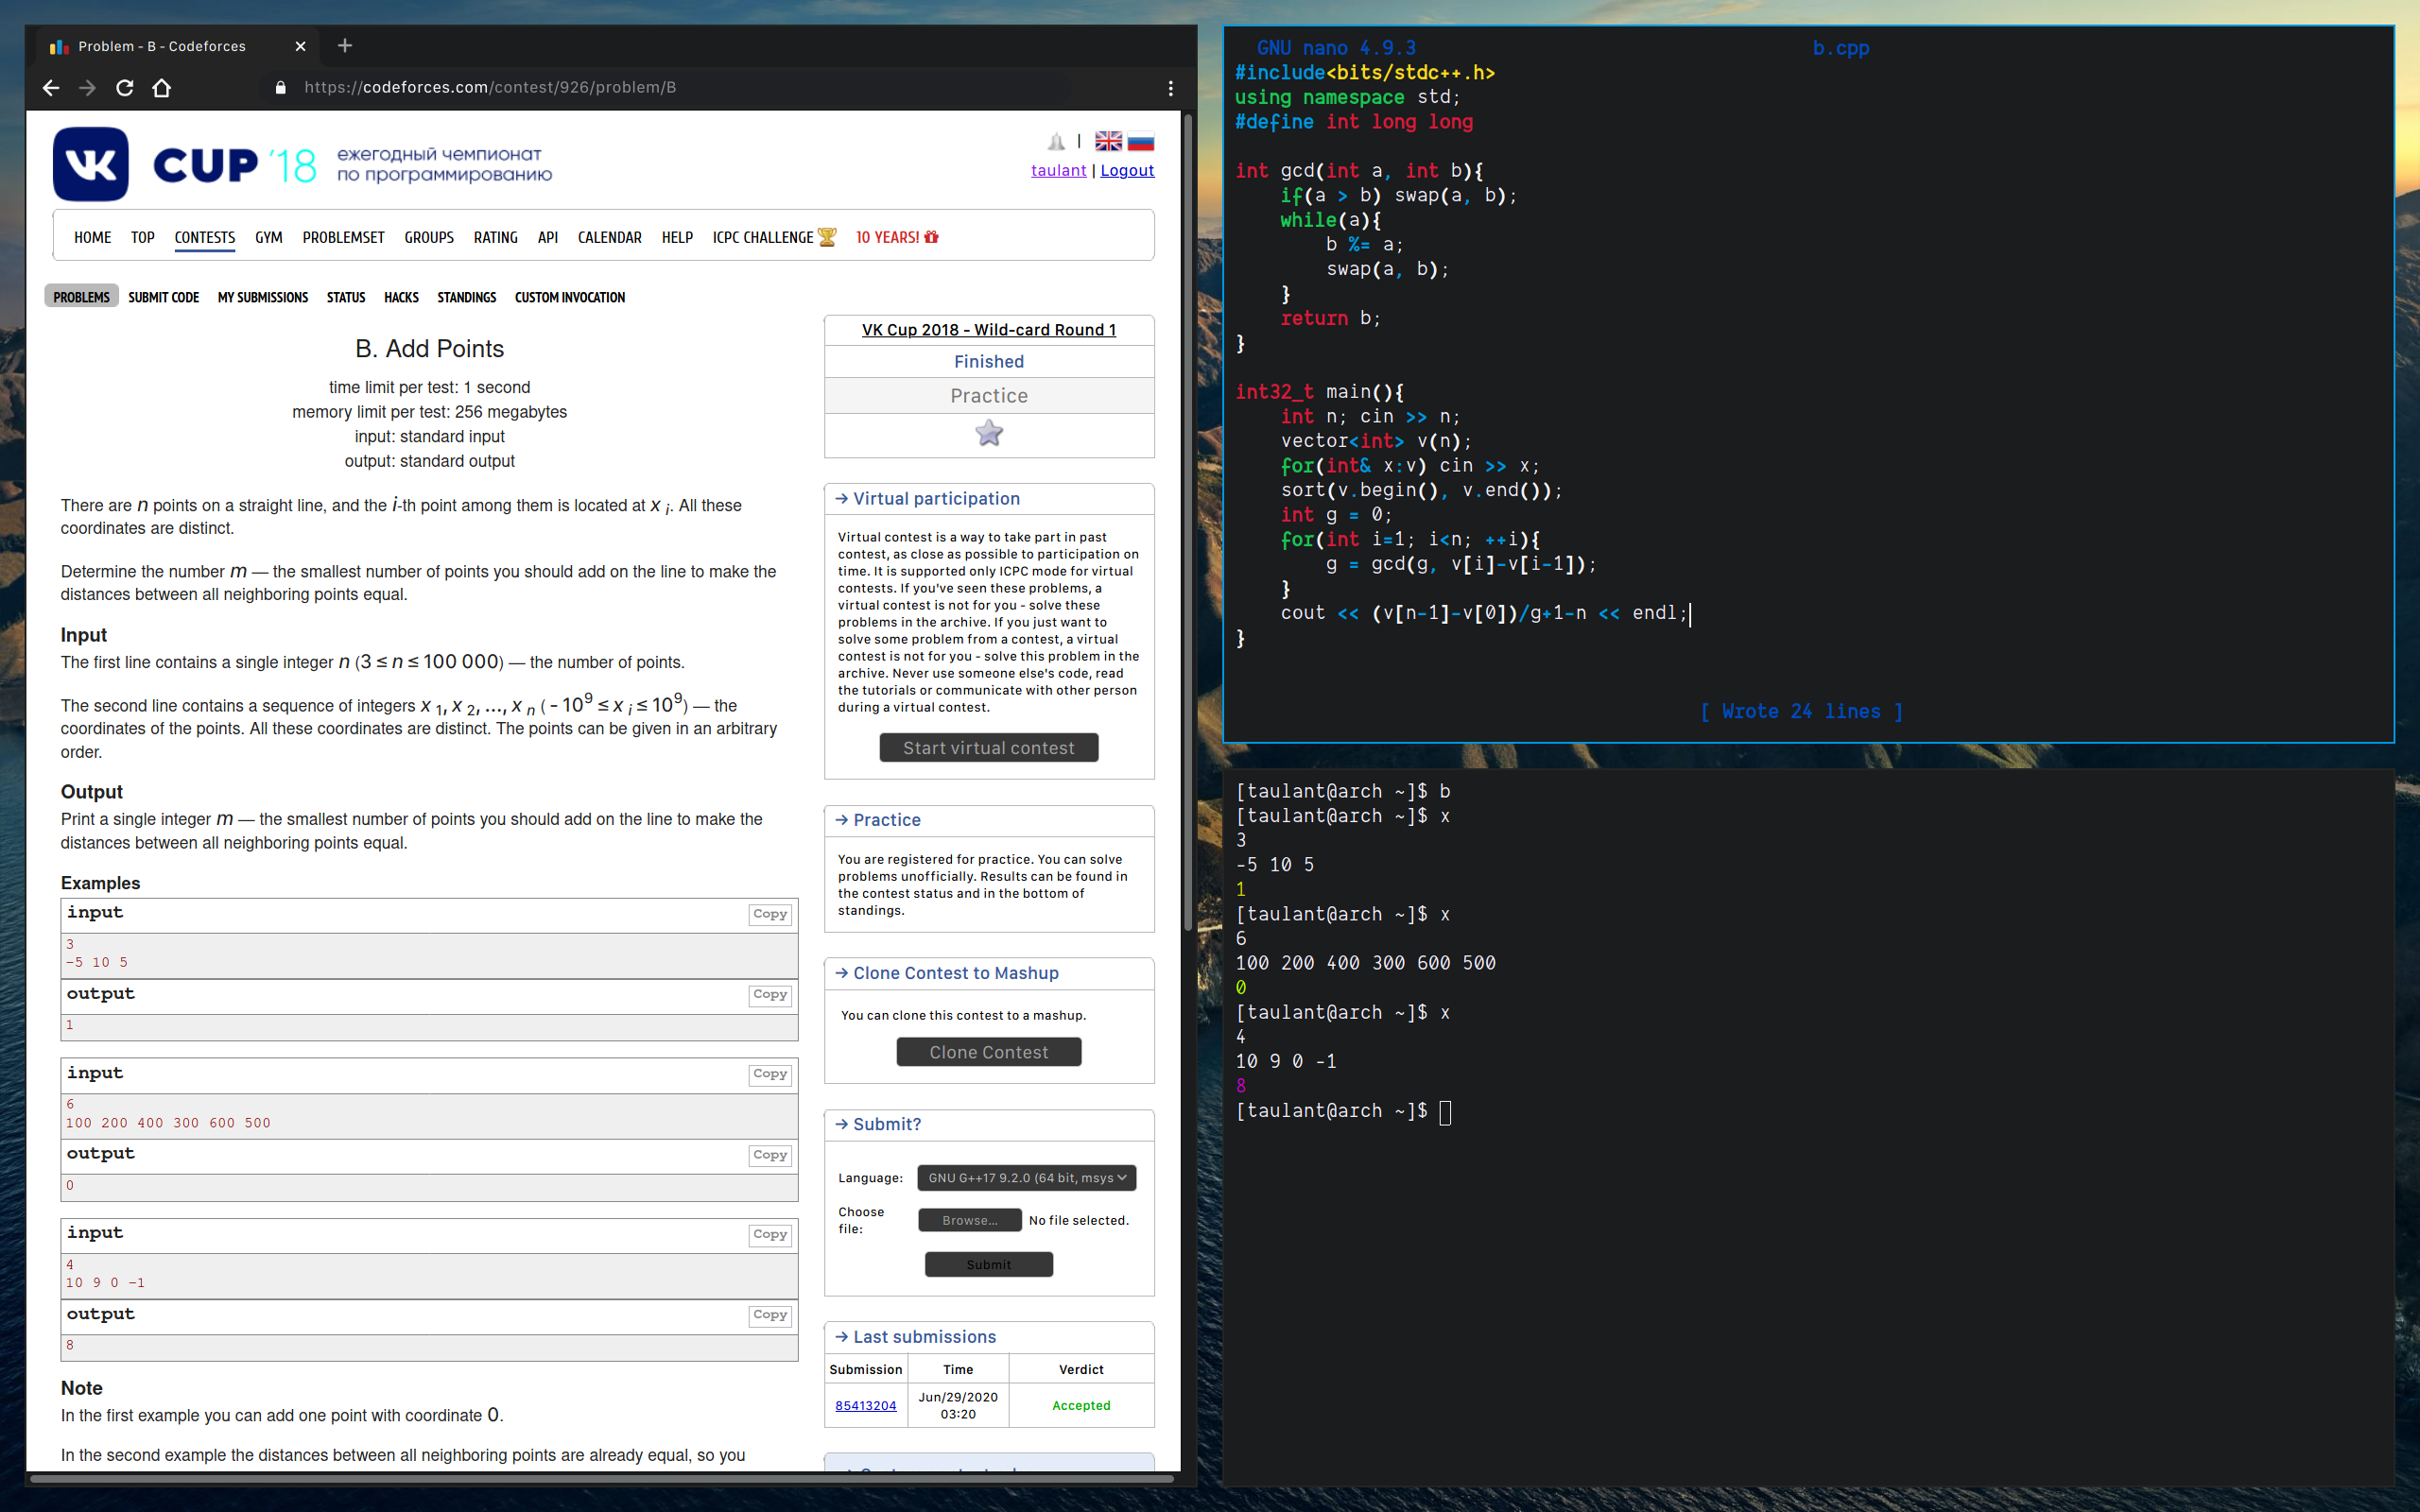 Problem - B - Codeforces
https://codeforces.com/contest/926/problem/B
VK CUP '18 ежегодный чемпионат
по программированию
|
taulant | Logout
HOME TOP CONTESTS GYM PROBLEMSET GROUPS RATING API CALENDAR HELP ICPC CHALLENGE 10 YEARS!
PROBLEMS SUBMIT CODE MY SUBMISSIONS STATUS HACKS STANDINGS CUSTOM INVOCATION
B. Add Points
time limit per test: 1 second
memory limit per test: 256 megabytes
input: standard input
output: standard output
There are n points on a straight line, and the i-th point among them is located at x i. All these
coordinates are distinct.
Determine the number m — the smallest number of points you should add on the line to make the
distances between all neighboring points equal.
Input
The first line contains a single integer n (3 ≤ n ≤ 100 000) — the number of points.
The second line contains a sequence of integers x 1, x 2, ..., x n ( - 10^9 ≤ x i ≤ 10^9) — the
coordinates of the points. All these coordinates are distinct. The points can be given in an arbitrary
order.
Output
Print a single integer m — the smallest number of points you should add on the line to make the
distances between all neighboring points equal.
Examples
input Copy
3
-5 10 5
output Copy
1
input Copy
6
100 200 400 300 600 500
output Copy
0
input Copy
4
10 9 0 -1
output Copy
8
Note
In the first example you can add one point with coordinate 0.
In the second example the distances between all neighboring points are already equal, so you
VK Cup 2018 - Wild-card Round 1
Finished
Practice
→ Virtual participation
Virtual contest is a way to take part in past
contest, as close as possible to participation on
time. It is supported only ICPC mode for virtual
contests. If you've seen these problems, a
virtual contest is not for you - solve these
problems in the archive. If you just want to
solve some problem from a contest, a virtual
contest is not for you - solve this problem in the
archive. Never use someone else's code, read
the tutorials or communicate with other person
during a virtual contest.
Start virtual contest
→ Practice
You are registered for practice. You can solve
problems unofficially. Results can be found in
the contest status and in the bottom of
standings.
→ Clone Contest to Mashup
You can clone this contest to a mashup.
Clone Contest
→ Submit?
Language: GNU G++17 9.2.0 (64 bit, msys
Choose
file: Browse... No file selected.
Submit
→ Last submissions
Submission Time Verdict
85413204 Jun/29/2020
03:20 Accepted
GNU nano 4.9.3 b.cpp
#include<bits/stdc++.h>
using namespace std;
#define int long long
int gcd(int a, int b){
if(a > b) swap(a, b);
while(a){
b %= a;
swap(a, b);
}
return b;
}
int32_t main(){
int n; cin >> n;
vector<int> v(n);
for(int& x:v) cin >> x;
sort(v.begin(), v.end());
int g = 0;
for(int i=1; i<n; ++i){
g = gcd(g, v[i]-v[i-1]);
}
cout << (v[n-1]-v[0])/g+1-n << endl;
}
[ Wrote 24 lines ]
[taulant@arch ~]$ b
[taulant@arch ~]$ x
3
-5 10 5
1
[taulant@arch ~]$ x
6
100 200 400 300 600 500
0
[taulant@arch ~]$ x
4
10 9 0 -1
8
[taulant@arch ~]$